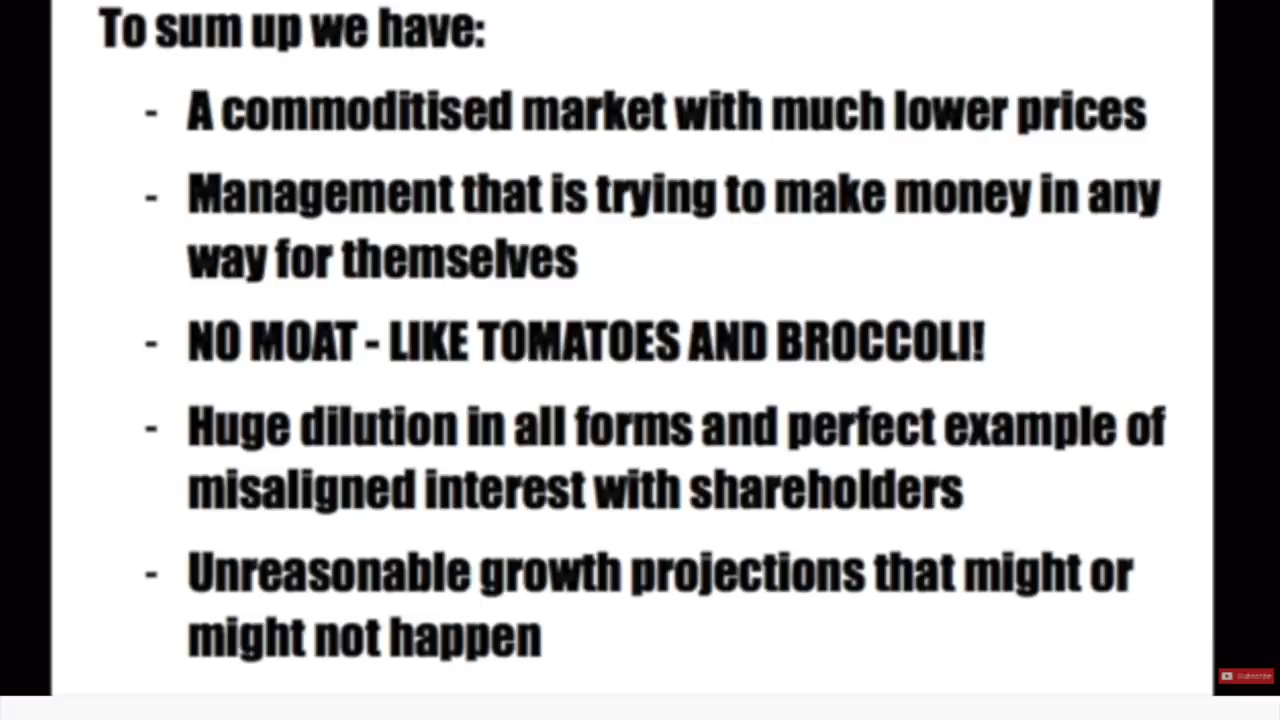 To sum up we have:
- A commoditised market with much lower prices
- Management that is trying to make money in any
way for themselves
- NO MOAT - LIKE TOMATOES AND BROCCOLI!
- Huge dilution in all forms and perfect example of
misaligned interest with shareholders
- Unreasonable growth projections that might or
might not happen
Subscribe